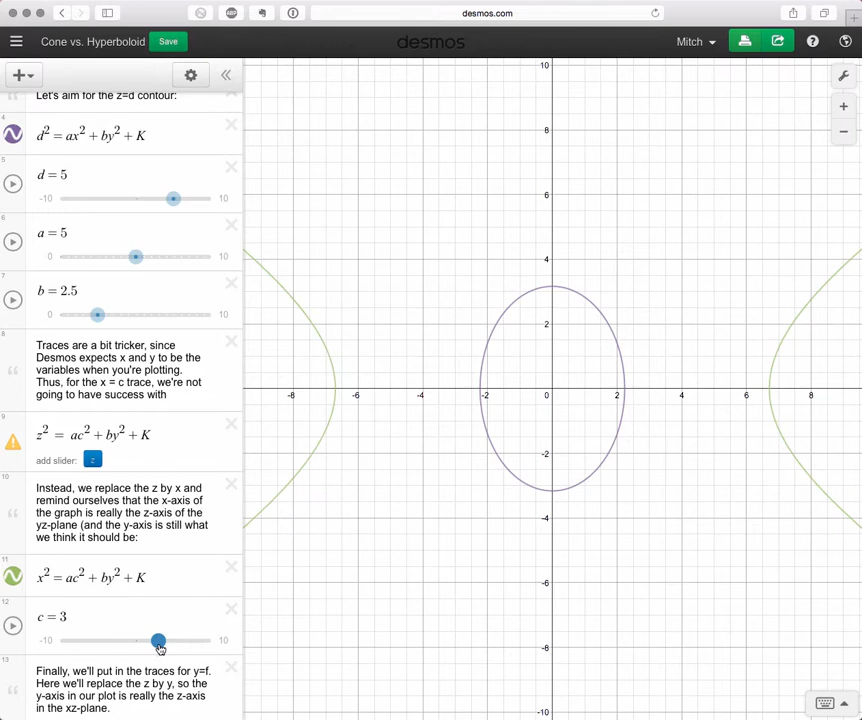 desmos.com
Cone vs. Hyperboloid Save desmos Mitch
Let's aim for the z=d contour:
4
d² = ax² + by² + K
5
d = 5
-10 10
6
a = 5
0 10
7
b = 2.5
0 10
8
Traces are a bit tricker, since
Desmos expects x and y to be the
variables when you're plotting.
Thus, for the x = c trace, we're not
going to have success with
9
z² = ac² + by² + K
add slider: z
10
Instead, we replace the z by x and
remind ourselves that the x-axis of
the graph is really the z-axis of the
yz-plane (and the y-axis is still what
we think it should be:
11
x² = ac² + by² + K
12
c = 3
-10 10
13
Finally, we'll put in the traces for y=f.
Here we'll replace the z by y, so the
y-axis in our plot is really the z-axis
in the xz-plane.
10
8
6
4
2
-8 -6 -4 -2 0 2 4 6 8
-2
-4
-6
-8
-10